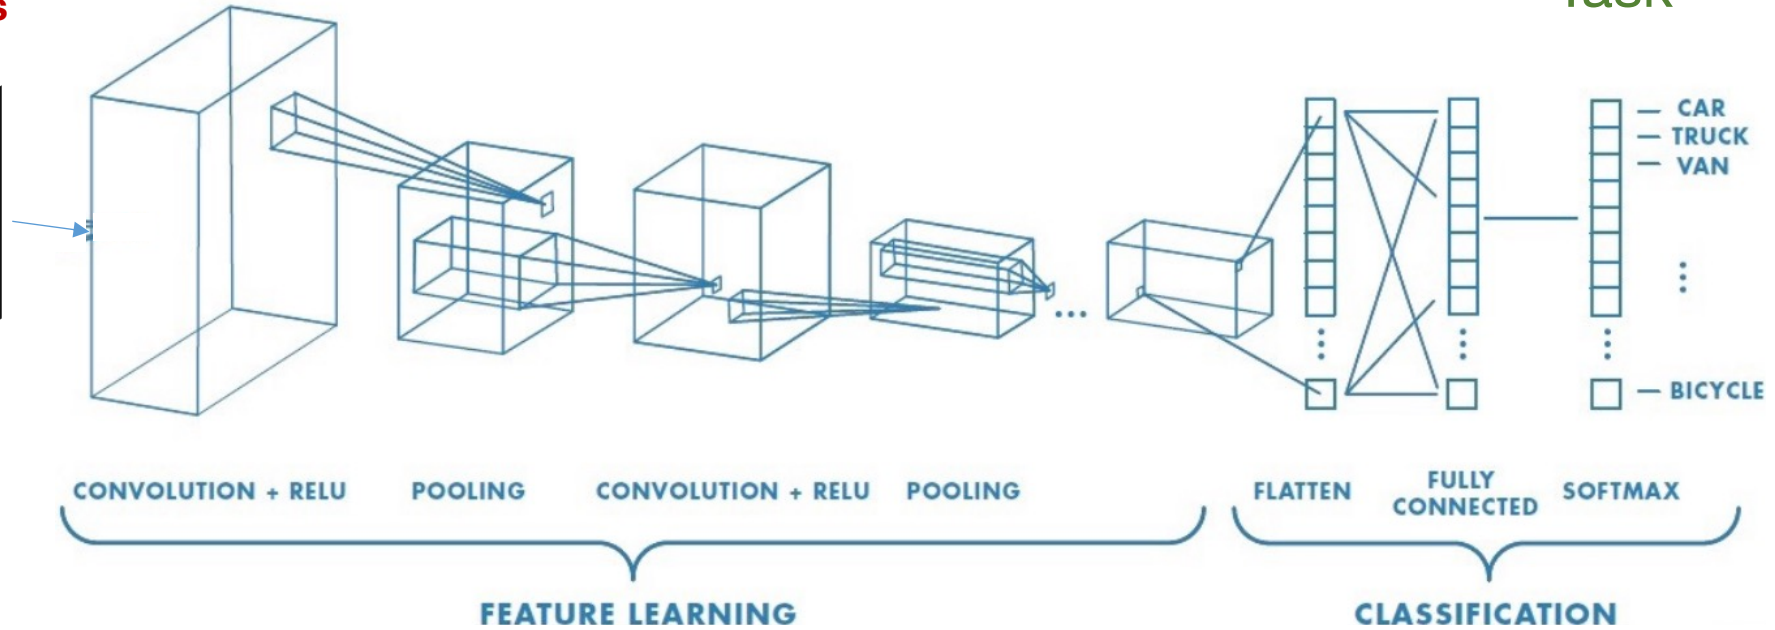 CAR
TRUCK
VAN
BICYCLE
CONVOLUTION + RELU
POOLING
CONVOLUTION + RELU
POOLING
FLATTEN
FULLY
CONNECTED
SOFTMAX
FEATURE LEARNING
CLASSIFICATION